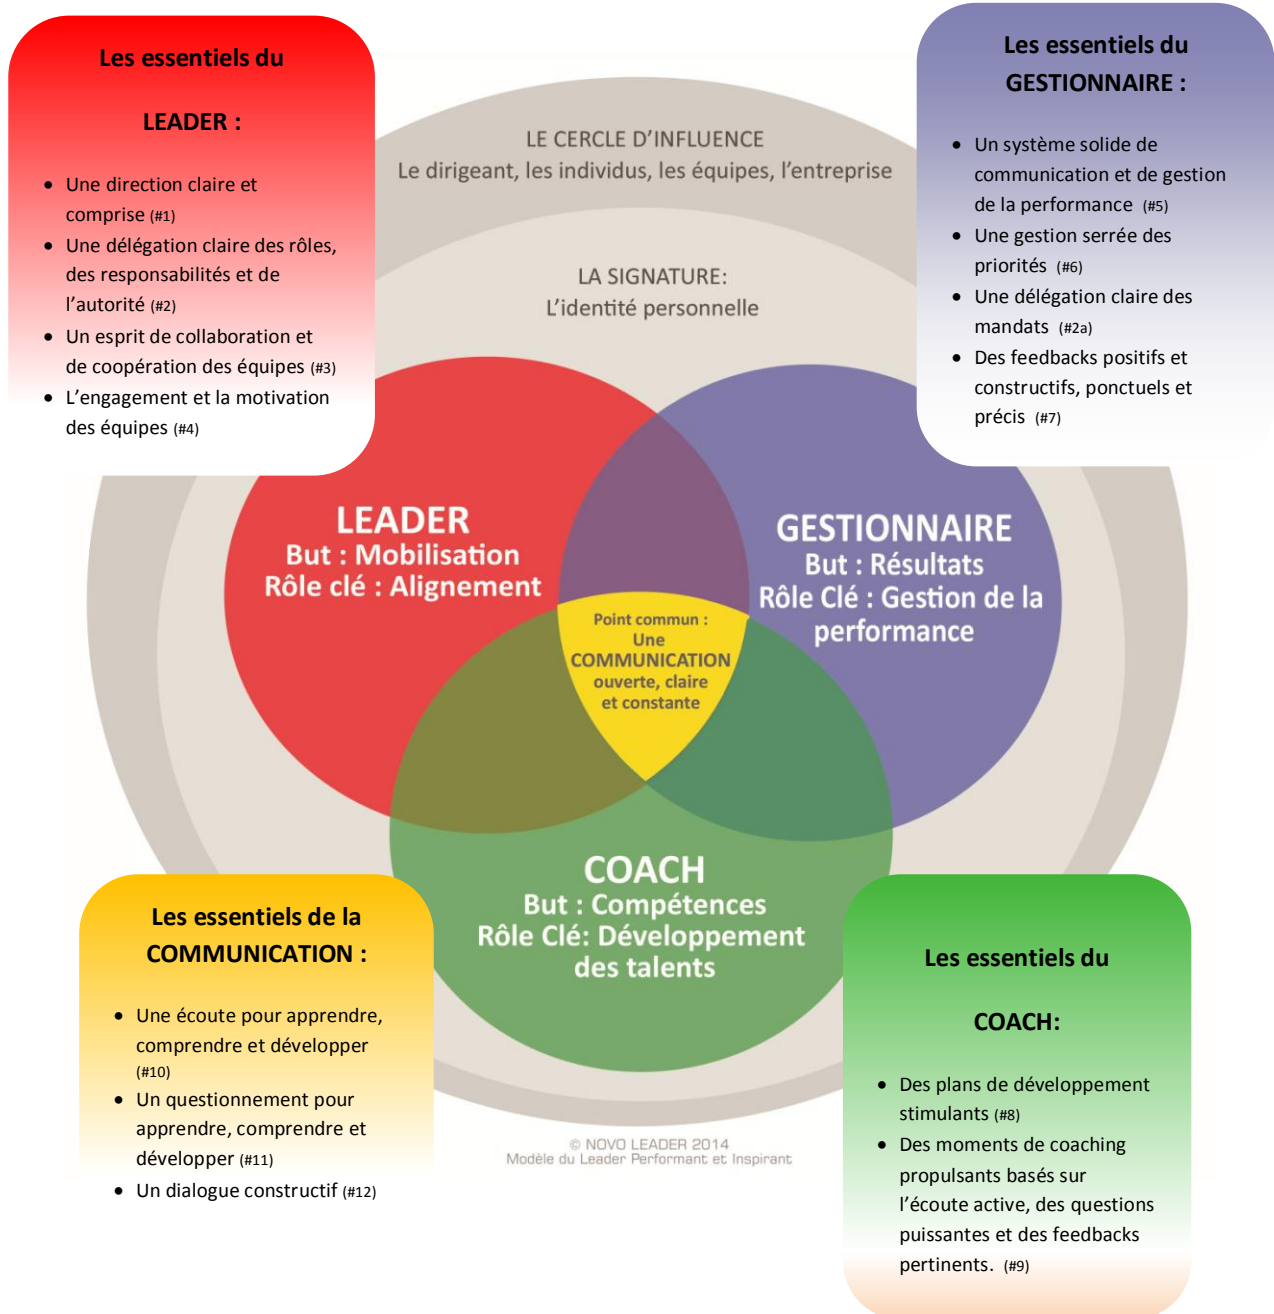 Les essentiels du
LEADER :
• Une direction claire et
comprise (#1)
• Une délégation claire des rôles,
des responsabilités et de
l’autorité (#2)
• Un esprit de collaboration et
de coopération des équipes (#3)
• L’engagement et la motivation
des équipes (#4)
Les essentiels du
GESTIONNAIRE :
• Un système solide de
communication et de gestion
de la performance (#5)
• Une gestion serrée des
priorités (#6)
• Une délégation claire des
mandats (#2a)
• Des feedbacks positifs et
constructifs, ponctuels et
précis (#7)
LE CERCLE D’INFLUENCE
Le dirigeant, les individus, les équipes, l’entreprise
LA SIGNATURE:
L’identité personnelle
LEADER
But : Mobilisation
Rôle clé : Alignement
GESTIONNAIRE
But : Résultats
Rôle Clé : Gestion de la
performance
Point commun :
Une
COMMUNICATION
ouverte, claire
et constante
COACH
But : Compétences
Rôle Clé: Développement
des talents
Les essentiels de la
COMMUNICATION :
• Une écoute pour apprendre,
comprendre et développer
(#10)
• Un questionnement pour
apprendre, comprendre et
développer (#11)
• Un dialogue constructif (#12)
Les essentiels du
COACH:
• Des plans de développement
stimulants (#8)
• Des moments de coaching
propulsants basés sur
l’écoute active, des questions
puissantes et des feedbacks
pertinents. (#9)
© NOVO LEADER 2014
Modèle du Leader Performant et Inspirant